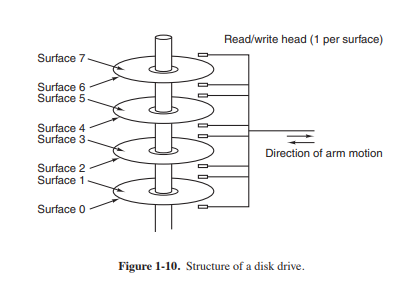 Read/write head (1 per surface)
Surface 7
Surface 6
Surface 5
Surface 4
Surface 3
Direction of arm motion
Surface 2
Surface 1
Surface 0
Figure 1-10. Structure of a disk drive.